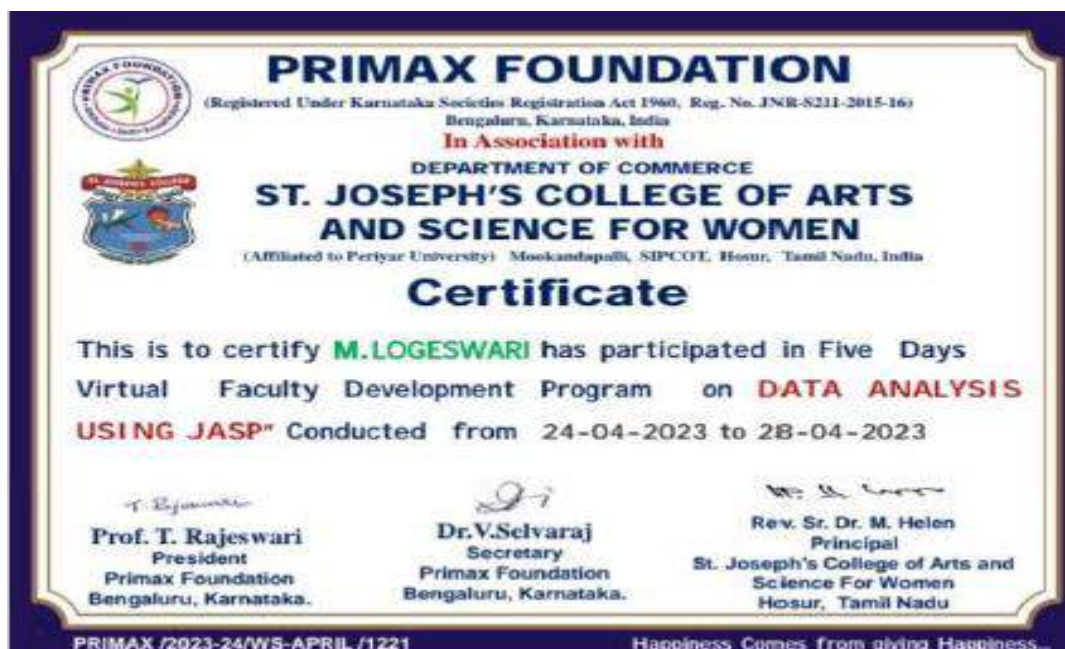 PRIMAX FOUNDATION
PRIMAX FOUNDATION
(Registered Under Karnataka Societies Registration Act 1960, Reg. No. JNR-S211-2015-16)
Bengaluru, Karnataka, India
In Association with
DEPARTMENT OF COMMERCE
ST. JOSEPH'S COLLEGE
ST. JOSEPH'S COLLEGE OF ARTS
AND SCIENCE FOR WOMEN
(Affiliated to Periyar University) Mookandapalli, SIPCOT, Hosur, Tamil Nadu, India
Certificate
This is to certify M.LOGESWARI has participated in Five Days
Virtual Faculty Development Program on DATA ANALYSIS
USING JASP" Conducted from 24-04-2023 to 28-04-2023
Prof. T. Rajeswari
President
Primax Foundation
Bengaluru, Karnataka.
Dr.V.Selvaraj
Secretary
Primax Foundation
Bengaluru, Karnataka.
Rev. Sr. Dr. M. Helen
Principal
St. Joseph's College of Arts and
Science For Women
Hosur, Tamil Nadu
PRIMAX /2023-24/WS-APRIL /1221
Happiness Comes from giving Happiness...